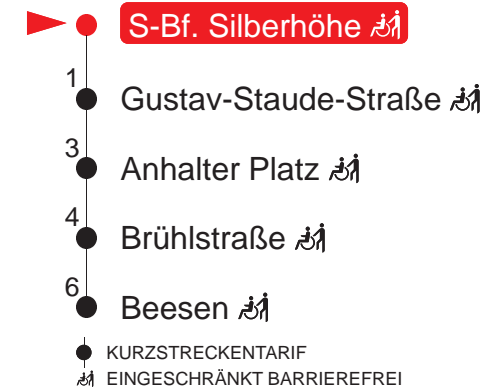 S-Bf. Silberhöhe
1
Gustav-Staude-Straße
3
Anhalter Platz
4
Brühlstraße
6
Beesen
KURZSTRECKENTARIF
EINGESCHRÄNKT BARRIEREFREI